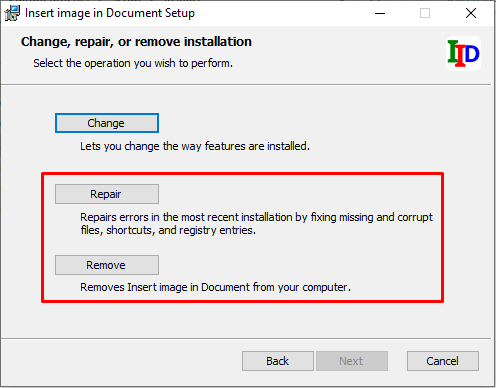 Insert image in Document Setup
Change, repair, or remove installation
Select the operation you wish to perform.
IID
Change
Lets you change the way features are installed.
Repair
Repairs errors in the most recent installation by fixing missing and corrupt
files, shortcuts, and registry entries.
Remove
Removes Insert image in Document from your computer.
Back
Next
Cancel